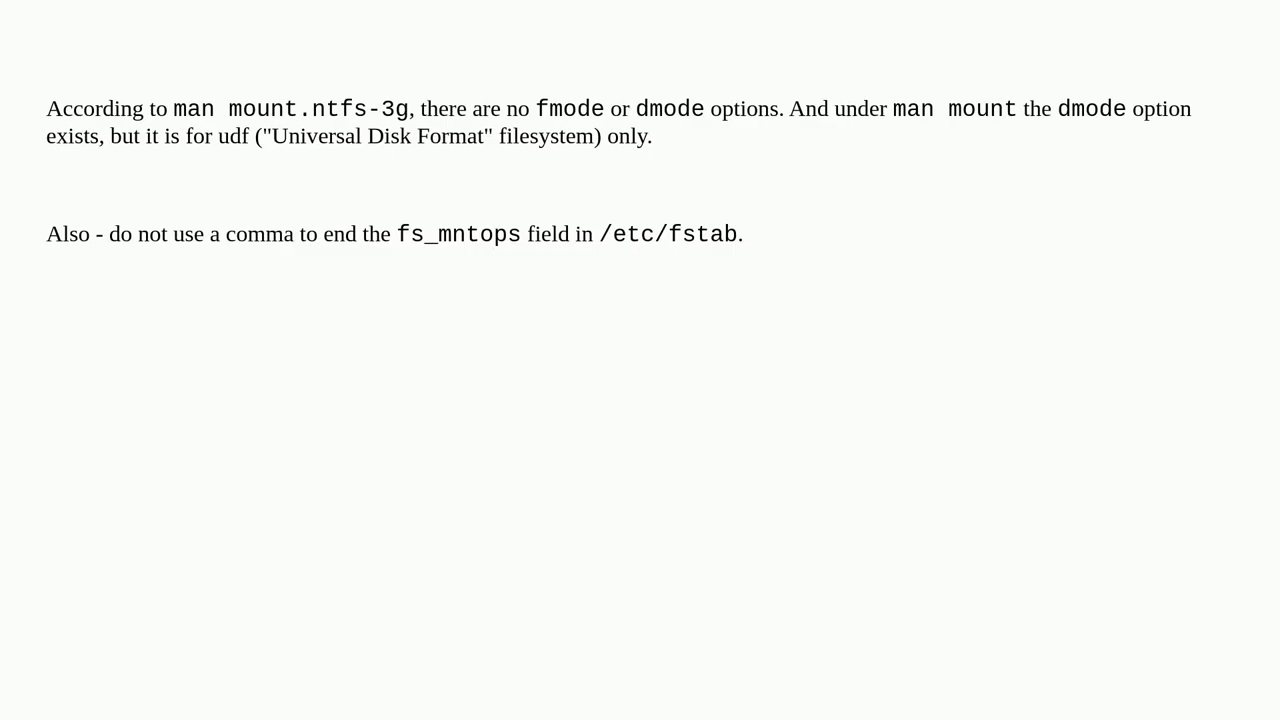 According to man mount.ntfs-3g, there are no fmode or dmode options. And under man mount the dmode option
exists, but it is for udf ("Universal Disk Format" filesystem) only.
Also - do not use a comma to end the fs_mntops field in /etc/fstab.